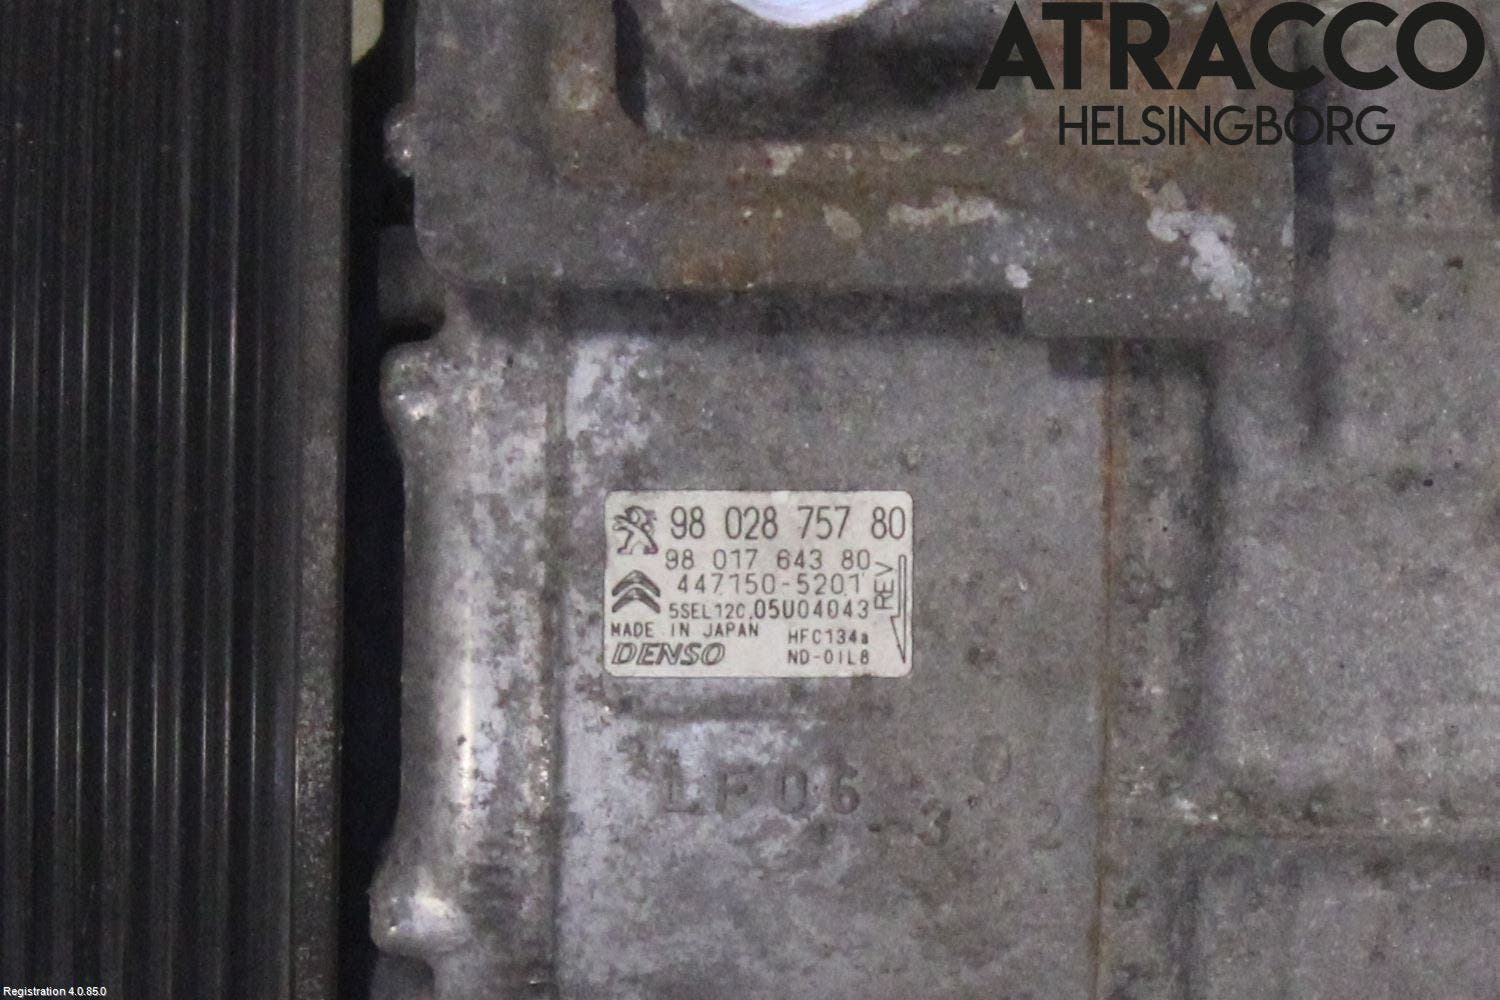 ATRACCO
HELSINGBORG
98 028 757 80
98 017 643 80
447150-5201
5SEL12C.05U04043
REV
MADE IN JAPAN HFC134a
DENSO ND-OIL8
LF06
Registration 4.0.85.0